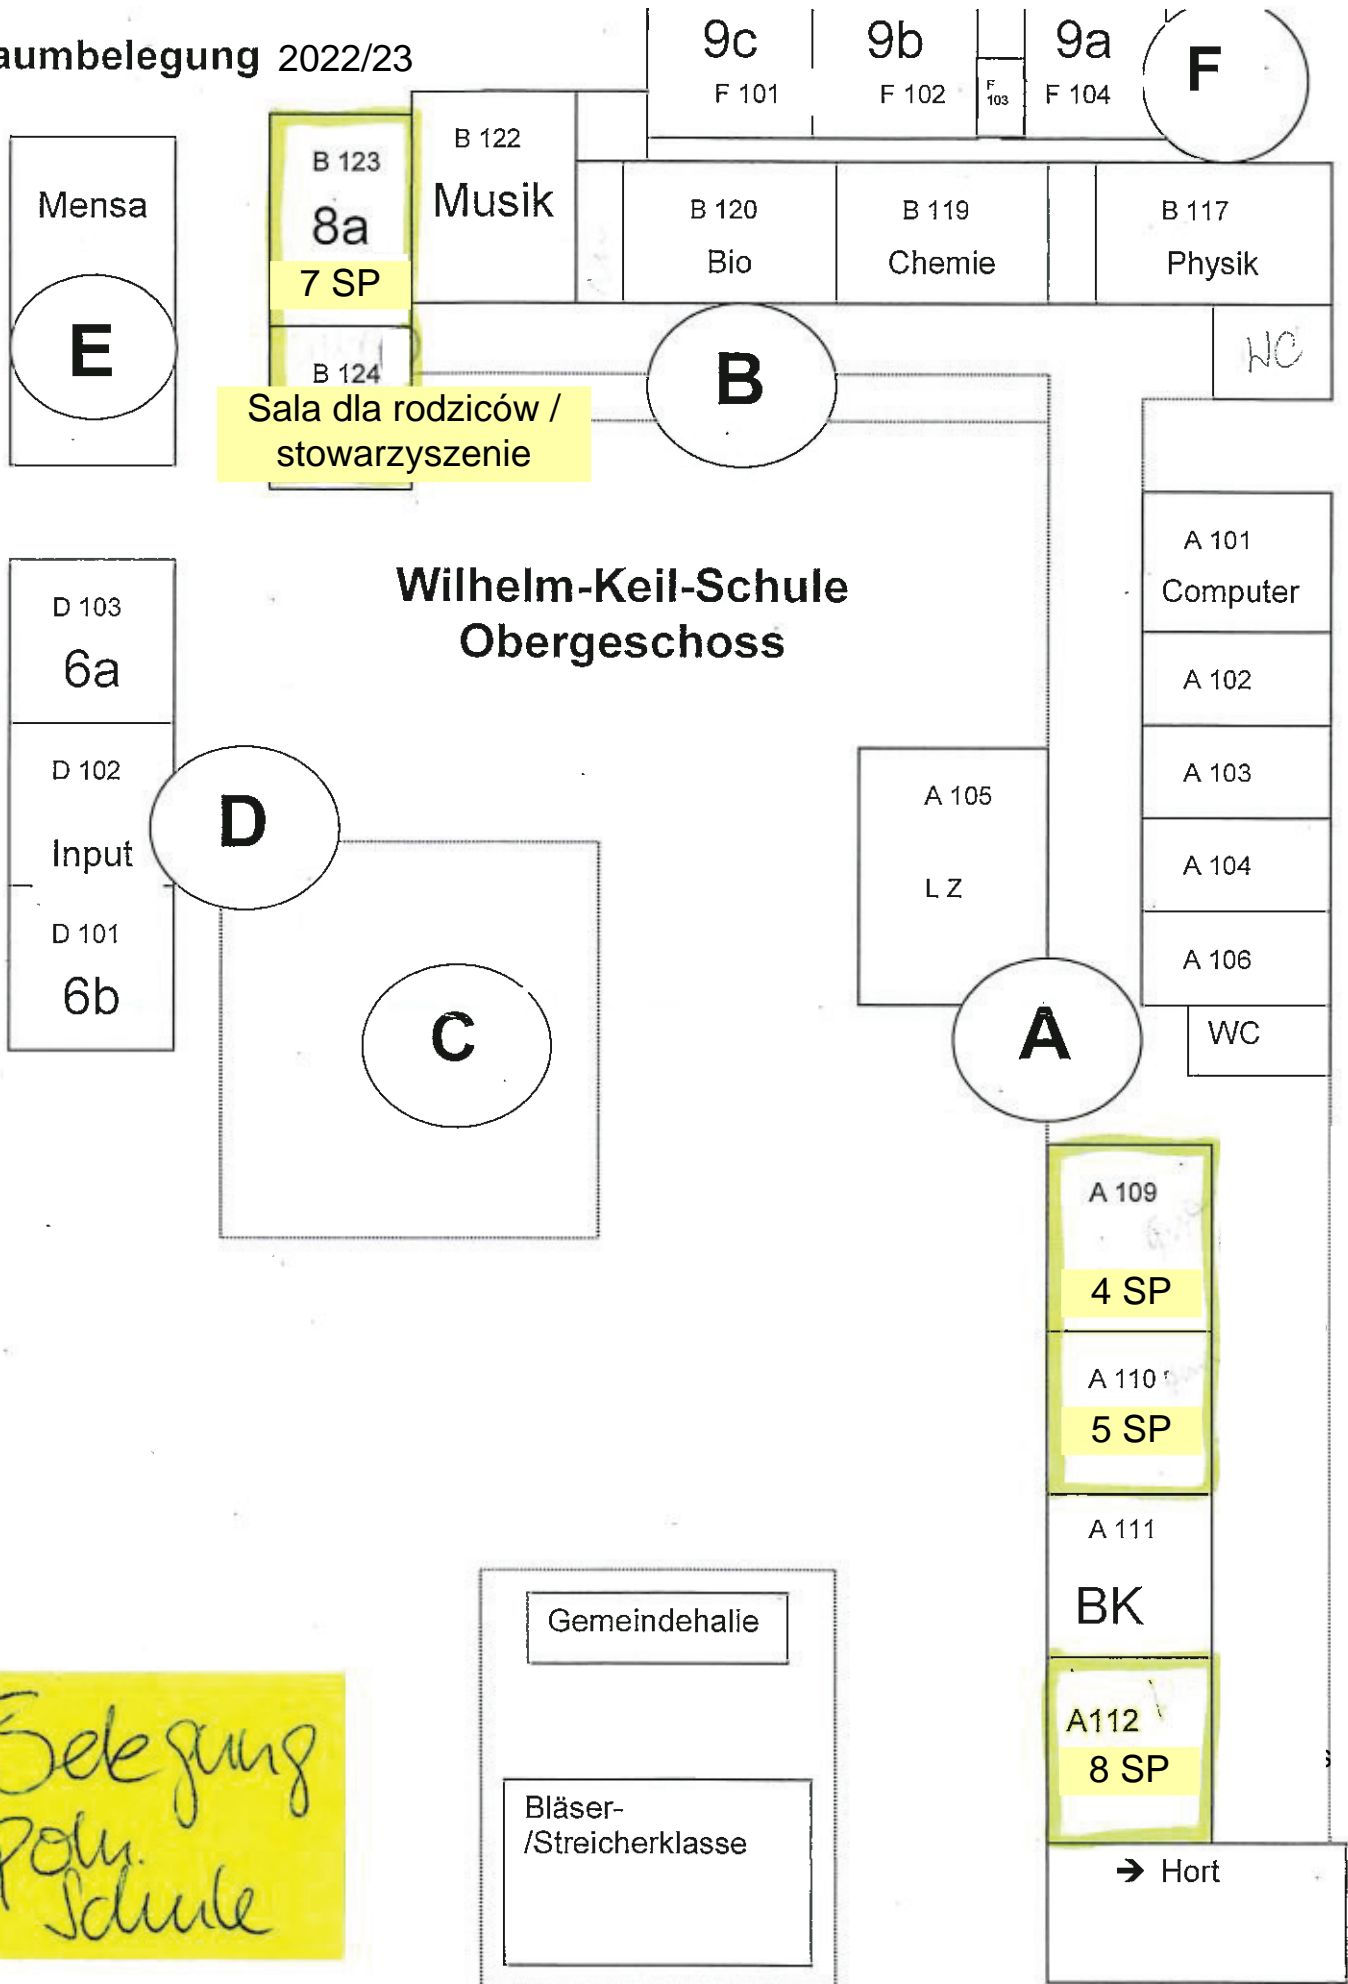 aumbelegung 2022/23
9c
9b
9a
F
F 101
F 102
F
103
F 104
B 123
8a
7 SP
B 122
Musik
B 120
Bio
B 119
Chemie
B 117
Physik
Mensa
E
B
WC
B 124
Sala dla rodziców /
stowarzyszenie
Wilhelm-Keil-Schule
Obergeschoss
A 101
Computer
A 102
A 103
A 104
A 106
WC
D 103
6a
D 102
Input
D 101
6b
D
C
A 105
L Z
A
A 109
4 SP
A 110
5 SP
A 111
BK
A112
8 SP
→ Hort
Gemeindehalle
Bläser-
/Streicherklasse
Belegung
poln.
Schule